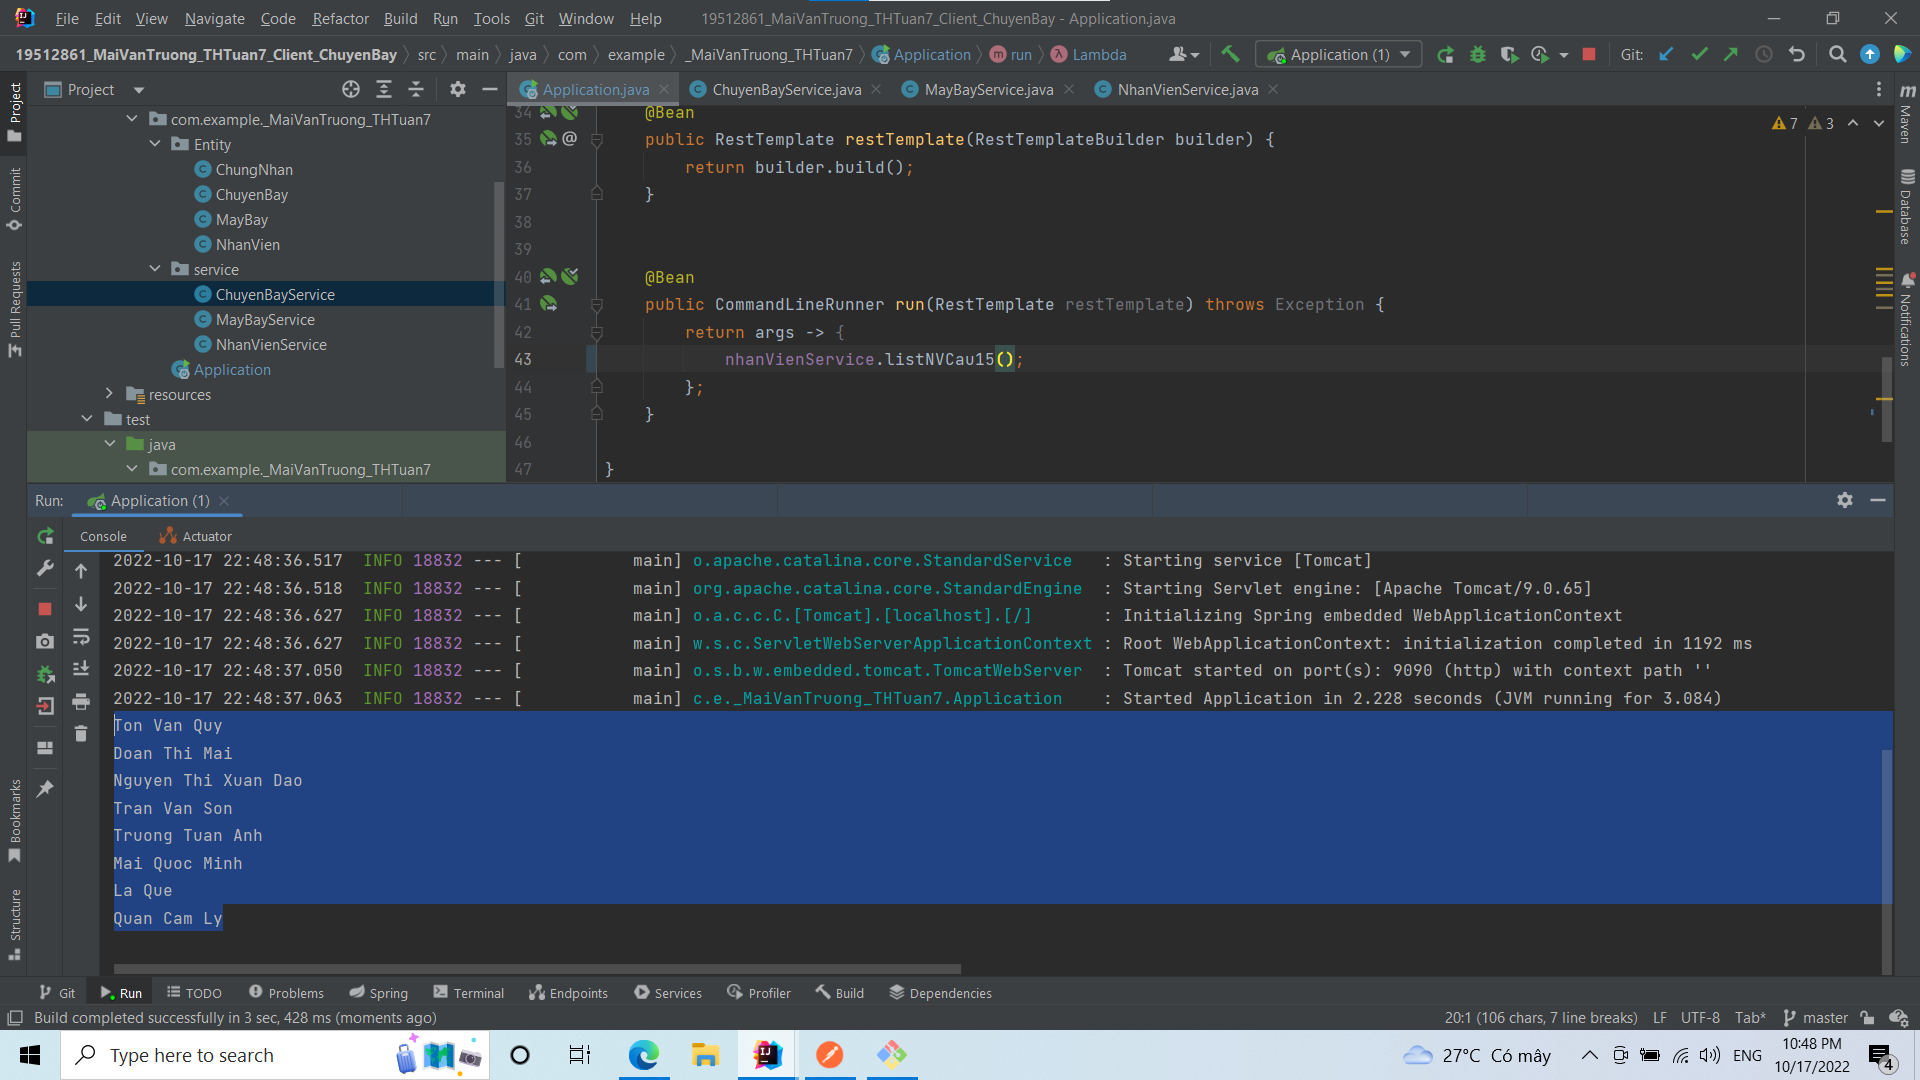 File Edit View Navigate Code Refactor Build Run Tools Git Window Help 19512861_MaiVanTruong_THTuan7_Client_ChuyenBay - Application.java
19512861_MaiVanTruong_THTuan7_Client_ChuyenBay src main java com example _MaiVanTruong_THTuan7 Application run Lambda Application (1) Git:
Project
Application.java ChuyenBayService.java MayBayService.java NhanVienService.java
com.example._MaiVanTruong_THTuan7
Entity
ChungNhan
ChuyenBay
MayBay
NhanVien
service
ChuyenBayService
MayBayService
NhanVienService
Application
resources
test
java
com.example._MaiVanTruong_THTuan7
7 3
34 @Bean
35 public RestTemplate restTemplate(RestTemplateBuilder builder) {
36 return builder.build();
37 }
38
39
40 @Bean
41 public CommandLineRunner run(RestTemplate restTemplate) throws Exception {
42 return args -> {
43 nhanVienService.listNVCau15();
44 };
45 }
46
47 }
Project
Commit
Pull Requests
Bookmarks
Structure
m Maven
Database
Notifications
Run: Application (1)
Console Actuator
2022-10-17 22:48:36.517 INFO 18832 --- [ main] o.apache.catalina.core.StandardService : Starting service [Tomcat]
2022-10-17 22:48:36.518 INFO 18832 --- [ main] org.apache.catalina.core.StandardEngine : Starting Servlet engine: [Apache Tomcat/9.0.65]
2022-10-17 22:48:36.627 INFO 18832 --- [ main] o.a.c.c.C.[Tomcat].[localhost].[/] : Initializing Spring embedded WebApplicationContext
2022-10-17 22:48:36.627 INFO 18832 --- [ main] w.s.c.ServletWebServerApplicationContext : Root WebApplicationContext: initialization completed in 1192 ms
2022-10-17 22:48:37.050 INFO 18832 --- [ main] o.s.b.w.embedded.tomcat.TomcatWebServer : Tomcat started on port(s): 9090 (http) with context path ''
2022-10-17 22:48:37.063 INFO 18832 --- [ main] c.e._MaiVanTruong_THTuan7.Application : Started Application in 2.228 seconds (JVM running for 3.084)
Ton Van Quy
Doan Thi Mai
Nguyen Thi Xuan Dao
Tran Van Son
Truong Tuan Anh
Mai Quoc Minh
La Que
Quan Cam Ly
Git Run TODO Problems Spring Terminal Endpoints Services Profiler Build Dependencies
Build completed successfully in 3 sec, 428 ms (moments ago) 20:1 (106 chars, 7 line breaks) LF UTF-8 Tab* master
Type here to search 27°C Có mây ENG 10:48 PM
10/17/2022 4